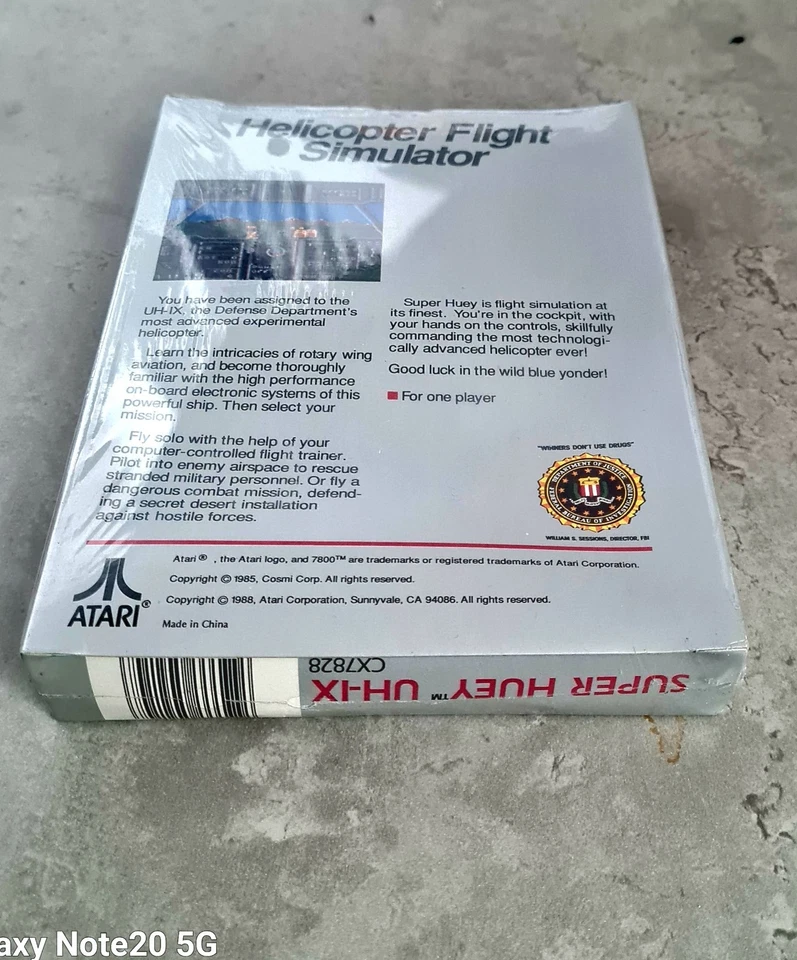 Helicopter Flight
Simulator
You have been assigned to the
UH-IX, the Defense Department's
most advanced experimental
helicopter.
Learn the intricacies of rotary wing
aviation, and become thoroughly
familiar with the high performance
on-board electronic systems of this
powerful ship. Then select your
mission.
Fly solo with the help of your
computer-controlled flight trainer.
Pilot into enemy airspace to rescue
stranded military personnel. Or fly a
dangerous combat mission, defend-
ing a secret desert installation
against hostile forces.
Super Huey is flight simulation at
its finest. You're in the cockpit, with
your hands on the controls, skillfully
commanding the most technologi-
cally advanced helicopter ever!
Good luck in the wild blue yonder!
For one player
"WINNERS DON'T USE DRUGS"
DEPARTMENT OF JUSTICE
FEDERAL BUREAU OF INVESTIGATION
WILLIAM S. SESSIONS, DIRECTOR, FBI
Atari ® , the Atari logo, and 7800™ are trademarks or registered trademarks of Atari Corporation.
Copyright © 1985, Cosmi Corp. All rights reserved.
Copyright © 1988, Atari Corporation, Sunnyvale, CA 94086. All rights reserved.
ATARI®
Made in China
SUPER HUEY™ UH-IX
CX7828
axy Note20 5G